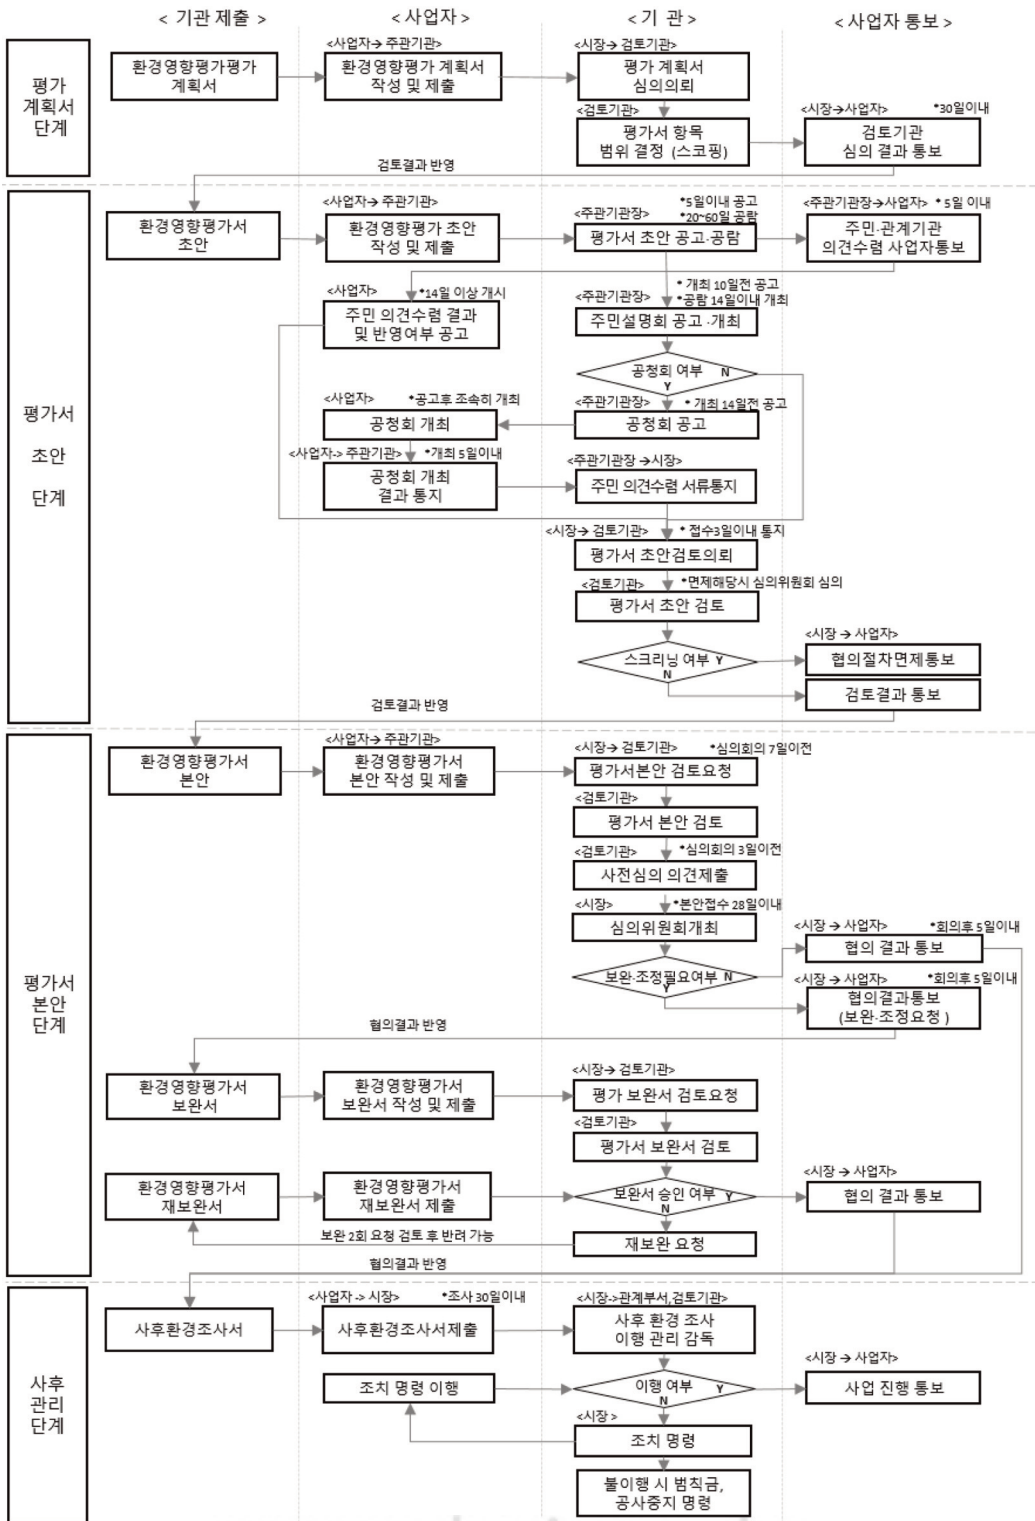 < 기관 제출 >
< 사업자 >
< 기 관 >
< 사업자 통보 >
평가
계획서
단계
환경영향평가평가
계획서
<사업자→ 주관기관>
환경영향평가 계획서
작성 및 제출
<시장→ 검토기관>
평가 계획서
심의의뢰
<검토기관>
평가서 항목
범위 결정 (스코핑)
<시장→사업자>
*30일이내
검토기관
심의 결과 통보
검토결과 반영
평가서
초안
단계
환경영향평가서
초안
<사업자→ 주관기관>
환경영향평가 초안
작성 및 제출
*5일이내 공고
<주관기관장>
*20~60일 공람
평가서 초안 공고·공람
<주관기관장→사업자>
* 5일 이내
주민·관계기관
의견수렴 사업자통보
<사업자>
*14일 이상 개시
주민 의견수렴 결과
및 반영여부 공고
* 개최 10일전 공고
<주관기관장>
*공람 14일이내 개최
주민설명회 공고 ·개최
공청회 여부
N
Y
<사업자>
*공고후 조속히 개최
공청회 개최
<주관기관장>
* 개최 14일전 공고
공청회 공고
<사업자-> 주관기관>
*개최 5일이내
공청회 개최
결과 통지
<주관기관장 →시장>
주민 의견수렴 서류통지
<시장→ 검토기관>
* 접수3일이내 통지
평가서 초안검토의뢰
<검토기관>
*면제해당시 심의위원회 심의
평가서 초안 검토
스크리닝 여부
Y
N
<시장 → 사업자>
협의절차면제통보
검토결과 통보
검토결과 반영
평가서
본안
단계
환경영향평가서
본안
<사업자→ 주관기관>
환경영향평가서
본안 작성 및 제출
<시장→ 검토기관>
*심의회의 7일이전
평가서본안 검토요청
<검토기관>
평가서 본안 검토
<검토기관>
*심의회의 3일이전
사전심의 의견제출
<시장>
*본안접수 28일이내
심의위원회개최
보완·조정필요여부
N
Y
<시장 → 사업자>
*회의후 5일이내
협의 결과 통보
<시장 → 사업자>
*회의후 5일이내
협의결과통보
(보완·조정요청 )
협의결과 반영
환경영향평가서
보완서
환경영향평가서
보완서 작성 및 제출
<시장→ 검토기관>
평가 보완서 검토요청
<검토기관>
평가서 보완서 검토
환경영향평가서
재보완서
환경영향평가서
재보완서 제출
보완서 승인 여부
Y
N
<시장 → 사업자>
협의 결과 통보
보완 2회 요청 검토 후 반려 가능
재보완 요청
협의결과 반영
사후
관리
단계
사후환경조사서
<사업자 -> 시장>
*조사 30일이내
사후환경조사서제출
<시장->관계부서,검토기관>
사후 환경 조사
이행 관리 감독
조치 명령 이행
이행 여부
Y
N
<시장 → 사업자>
사업 진행 통보
<시장 >
조치 명령
불이행 시 범칙금,
공사중지 명령